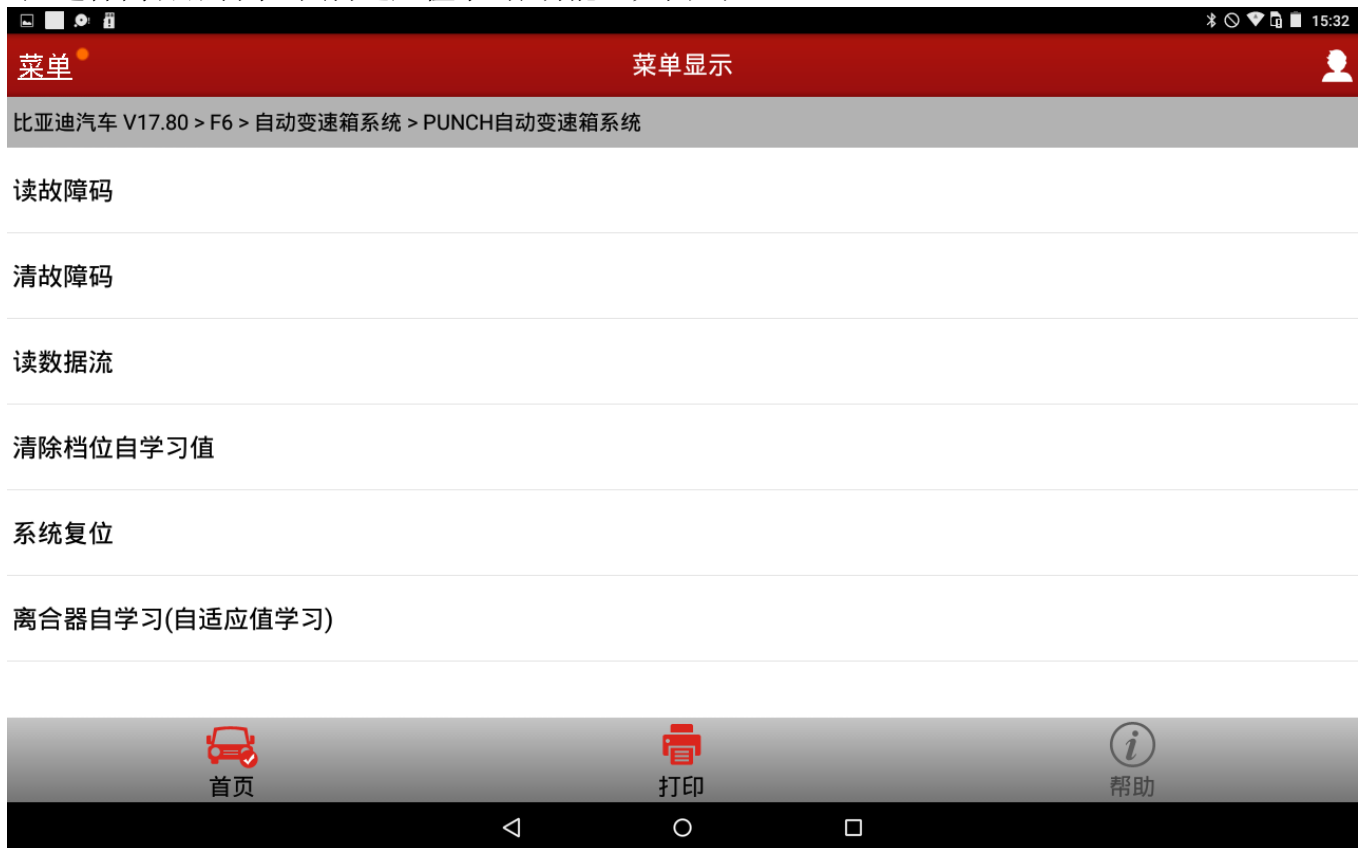 15:32
菜单
菜单显示
比亚迪汽车 V17.80 > F6 > 自动变速箱系统 > PUNCH自动变速箱系统
读故障码
清故障码
读数据流
清除档位自学习值
系统复位
离合器自学习(自适应值学习)
首页
打印
帮助